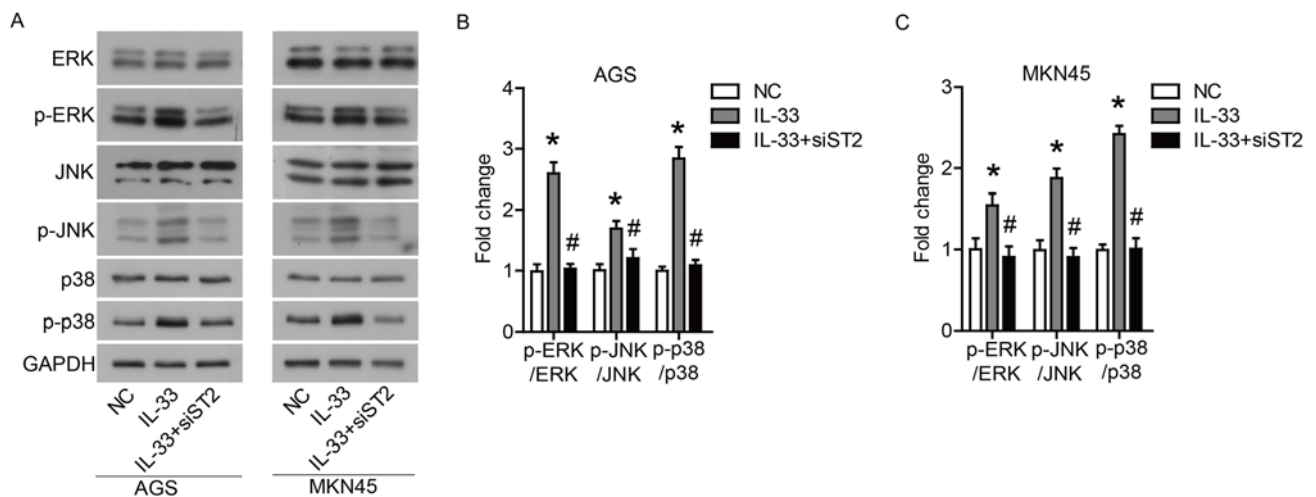 A
ERK
p-ERK
JNK
p-JNK
p38
p-p38
GAPDH
NC
IL-33
IL-33+siST2
NC
IL-33
IL-33+siST2
AGS
MKN45
B
AGS
NC
IL-33
IL-33+siST2
Fold change
4
3
2
1
0
*
#
*
#
*
#
p-ERK
/ERK
p-JNK
/JNK
p-p38
/p38
C
MKN45
NC
IL-33
IL-33+siST2
Fold change
3
2
1
0
*
#
*
#
*
#
p-ERK
/ERK
p-JNK
/JNK
p-p38
/p38